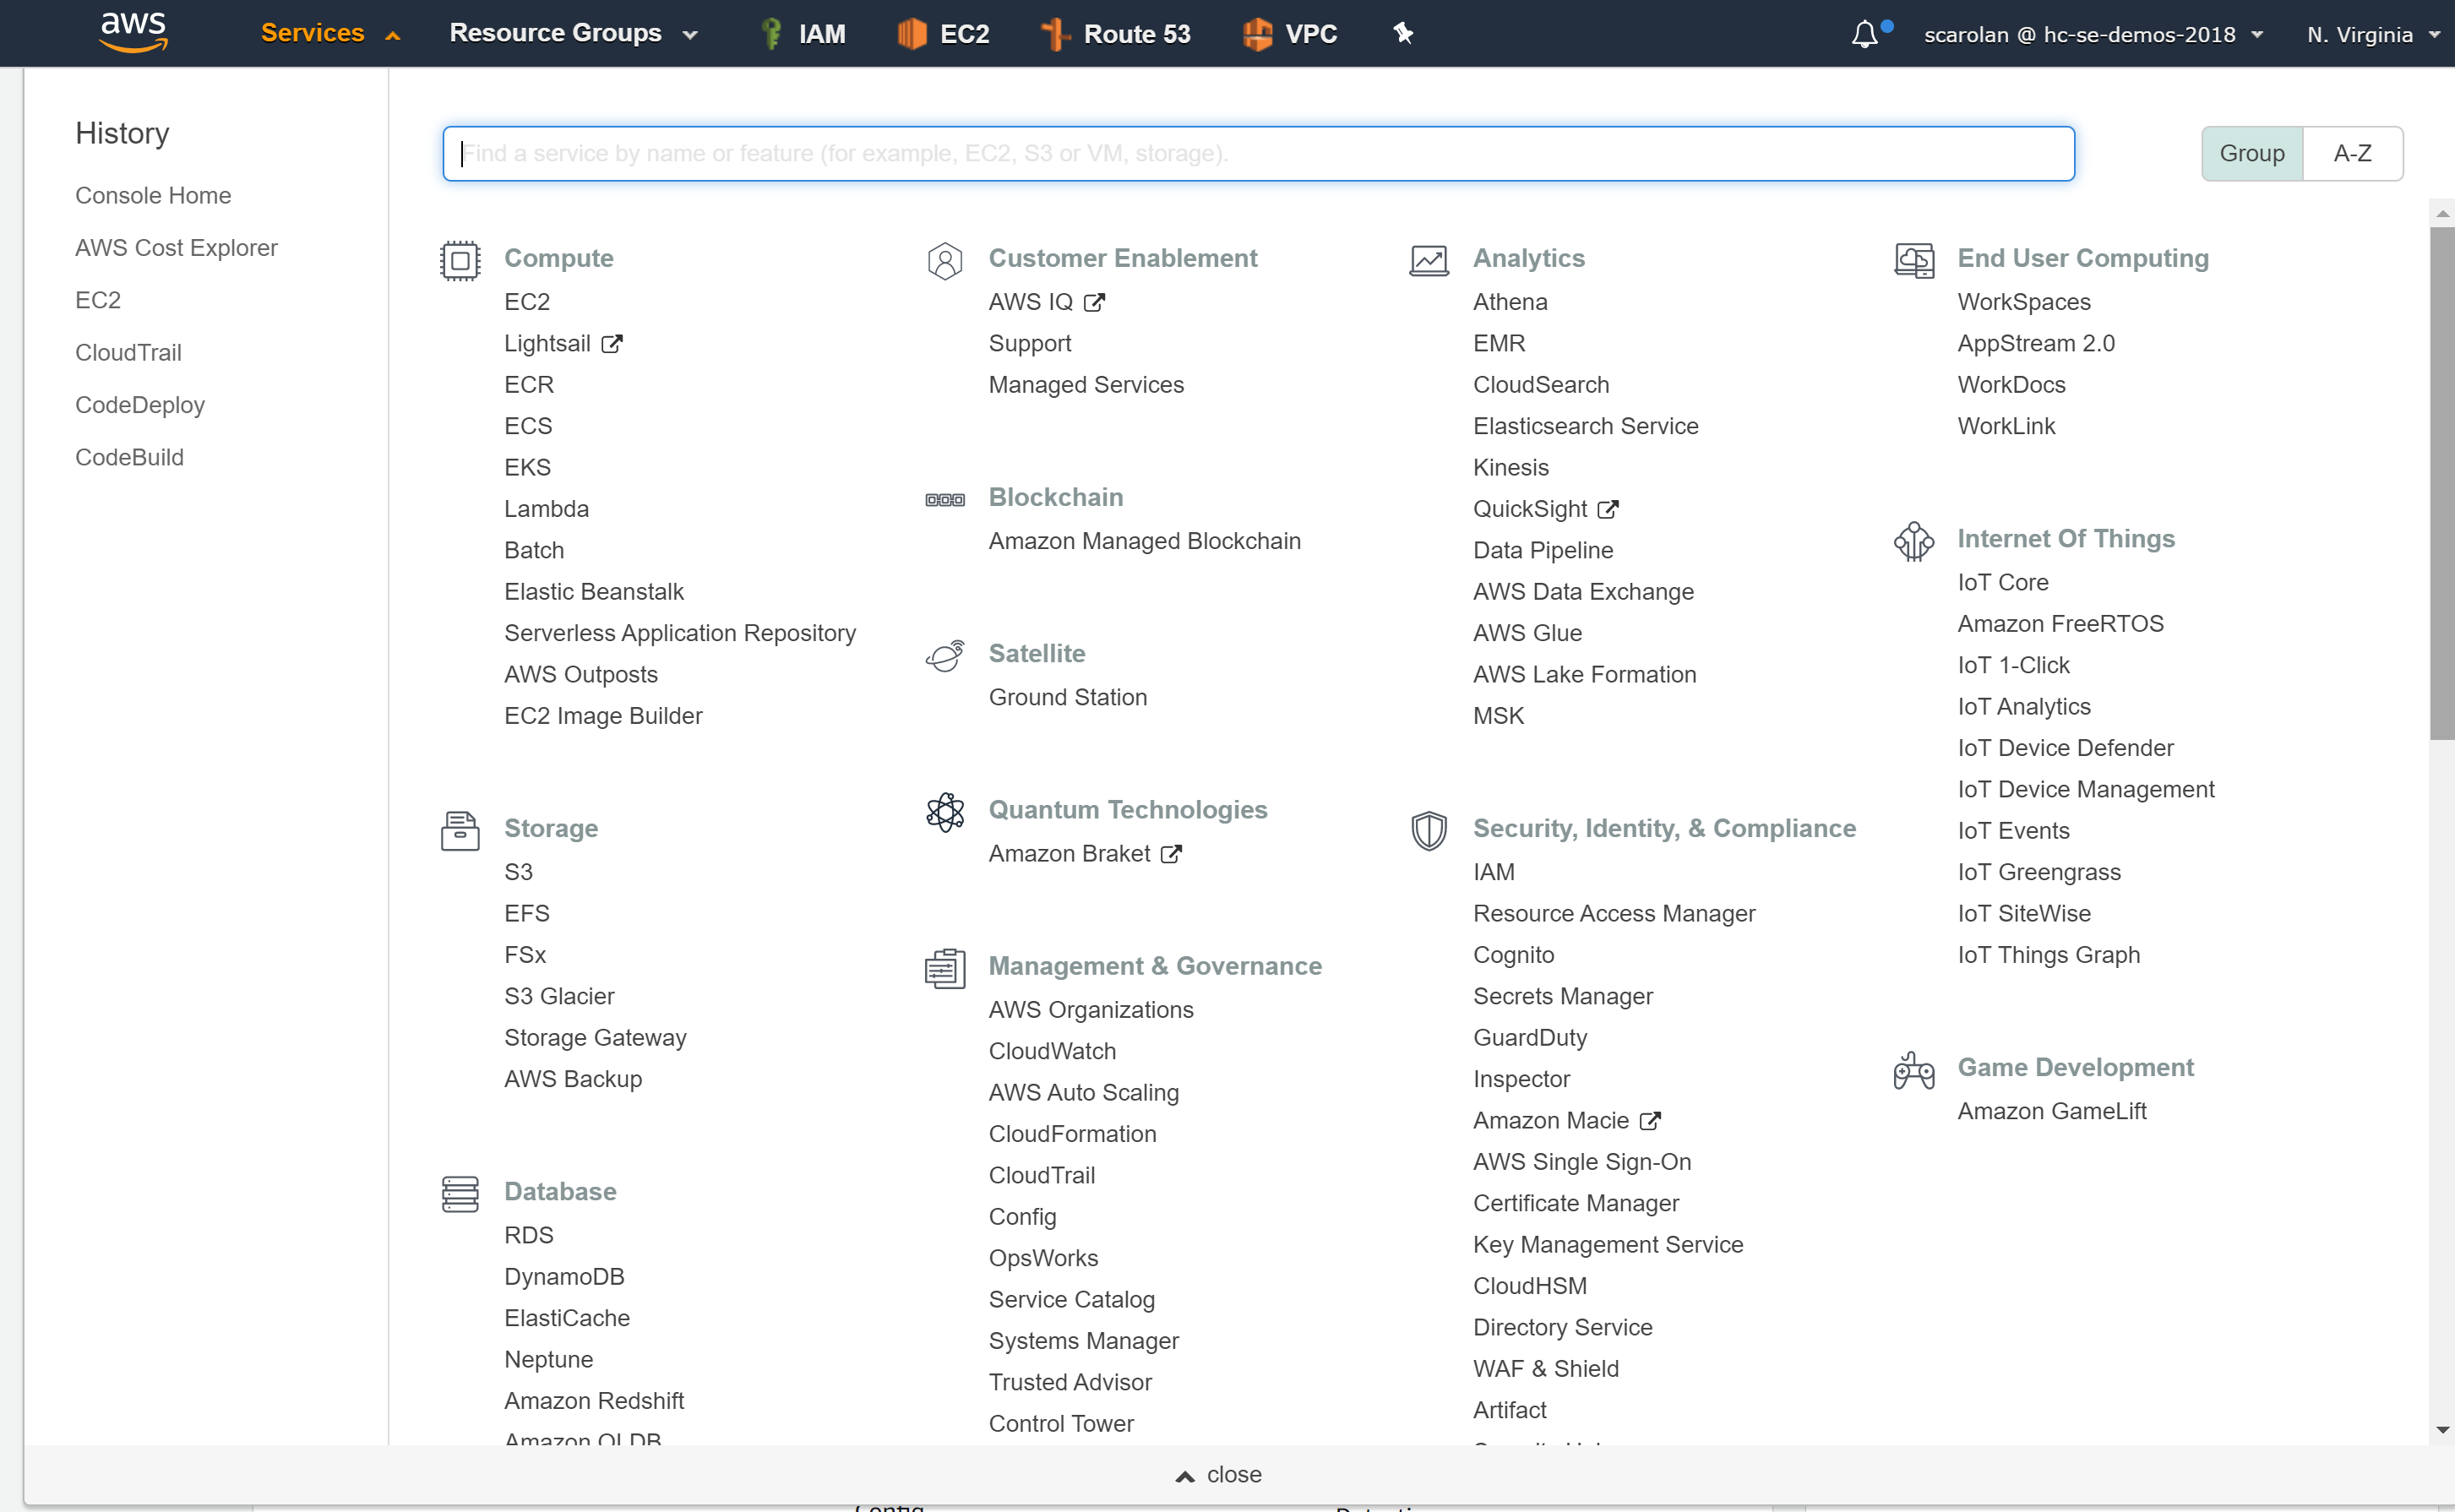 aws
Services
Resource Groups
IAM
EC2
Route 53
VPC
scarolan @ hc-se-demos-2018
N. Virginia
History
Console Home
AWS Cost Explorer
EC2
CloudTrail
CodeDeploy
CodeBuild
Find a service by name or feature (for example, EC2, S3 or VM, storage).
Group
A-Z
Compute
EC2
Lightsail
ECR
ECS
EKS
Lambda
Batch
Elastic Beanstalk
Serverless Application Repository
AWS Outposts
EC2 Image Builder
Storage
S3
EFS
FSx
S3 Glacier
Storage Gateway
AWS Backup
Database
RDS
DynamoDB
ElastiCache
Neptune
Amazon Redshift
Amazon QLDB
Customer Enablement
AWS IQ
Support
Managed Services
Blockchain
Amazon Managed Blockchain
Satellite
Ground Station
Quantum Technologies
Amazon Braket
Management & Governance
AWS Organizations
CloudWatch
AWS Auto Scaling
CloudFormation
CloudTrail
Config
OpsWorks
Service Catalog
Systems Manager
Trusted Advisor
Control Tower
Analytics
Athena
EMR
CloudSearch
Elasticsearch Service
Kinesis
QuickSight
Data Pipeline
AWS Data Exchange
AWS Glue
AWS Lake Formation
MSK
Security, Identity, & Compliance
IAM
Resource Access Manager
Cognito
Secrets Manager
GuardDuty
Inspector
Amazon Macie
AWS Single Sign-On
Certificate Manager
Key Management Service
CloudHSM
Directory Service
WAF & Shield
Artifact
End User Computing
WorkSpaces
AppStream 2.0
WorkDocs
WorkLink
Internet Of Things
IoT Core
Amazon FreeRTOS
IoT 1-Click
IoT Analytics
IoT Device Defender
IoT Device Management
IoT Events
IoT Greengrass
IoT SiteWise
IoT Things Graph
Game Development
Amazon GameLift
close